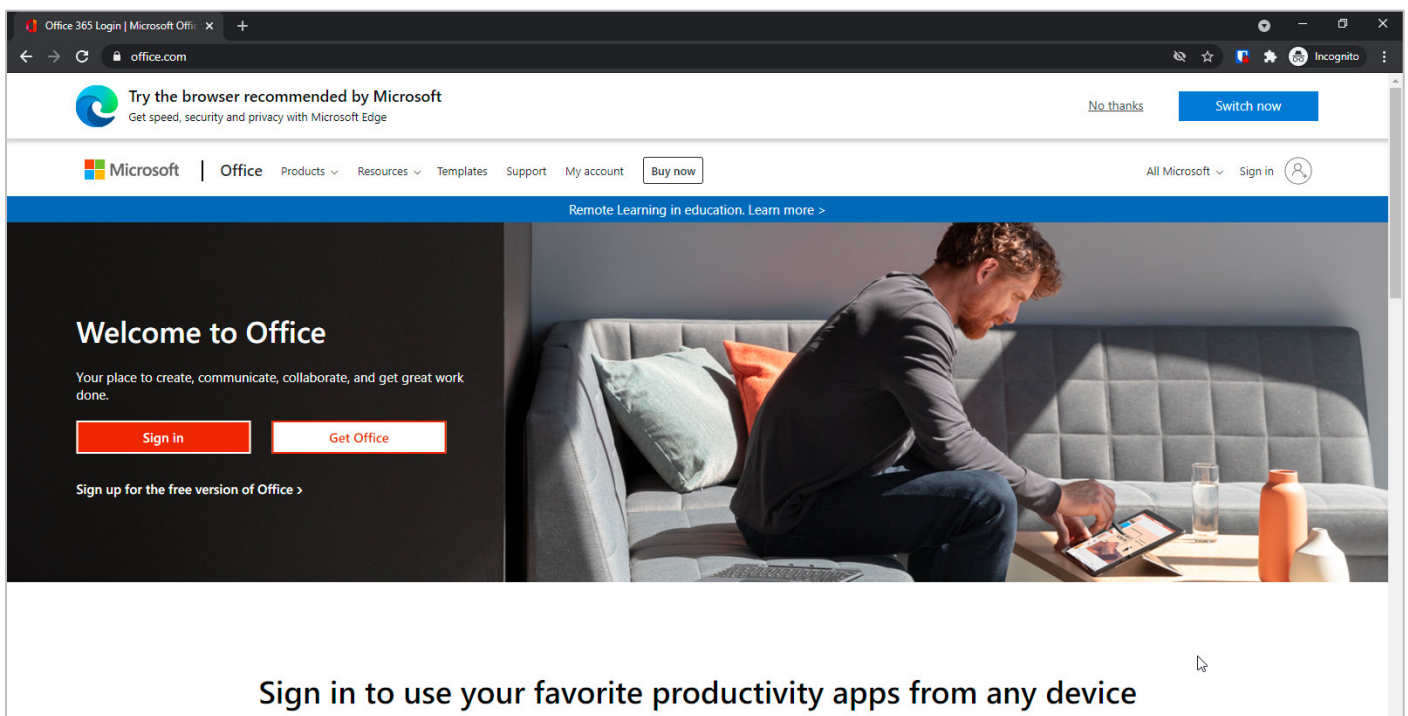 Office 365 Login | Microsoft Offic
office.com
Incognito
Try the browser recommended by Microsoft
Get speed, security and privacy with Microsoft Edge
No thanks
Switch now
Microsoft
Office
Products
Resources
Templates
Support
My account
Buy now
All Microsoft
Sign in
Remote Learning in education. Learn more >
Welcome to Office
Your place to create, communicate, collaborate, and get great work
done.
Sign in
Get Office
Sign up for the free version of Office >
Sign in to use your favorite productivity apps from any device